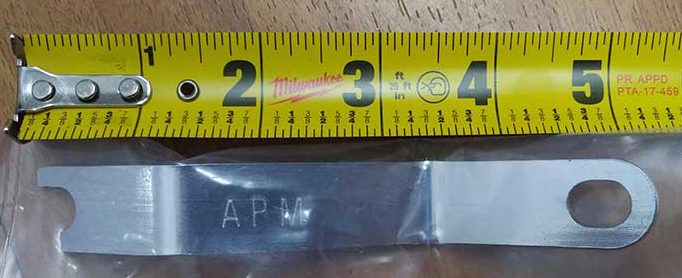 1 2 Milwaukee 3 ft 25 ft in 4 5 PR APPD
PTA-17-459
APM